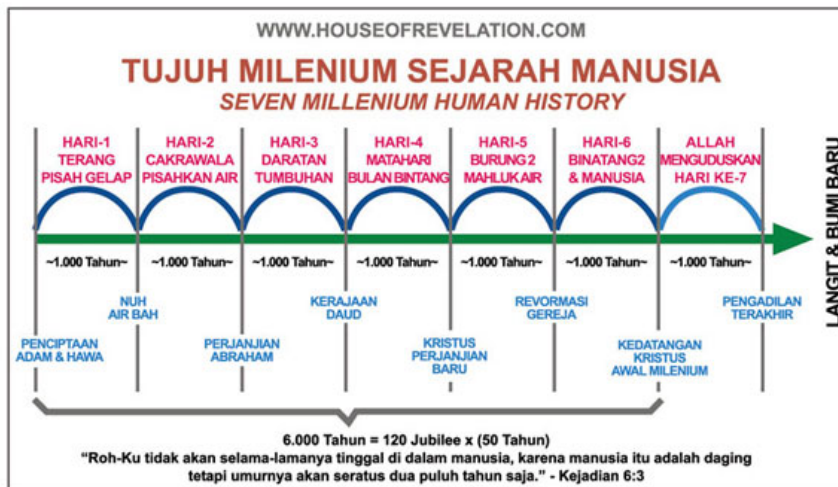 WWW.HOUSEOFREVELATION.COM
TUJUH MILENIUM SEJARAH MANUSIA
SEVEN MILLENIUM HUMAN HISTORY
HARI-1
TERANG
PISAH GELAP
HARI-2
CAKRAWALA
PISAHKAN AIR
HARI-3
DARATAN
TUMBUHAN
HARI-4
MATAHARI
BULAN BINTANG
HARI-5
BURUNG2
MAHLUK AIR
HARI-6
BINATANG2
& MANUSIA
ALLAH
MENGUDUSKAN
HARI KE-7
~1.000 Tahun~
~1.000 Tahun~
~1.000 Tahun~
~1.000 Tahun~
~1.000 Tahun~
~1.000 Tahun~
~1.000 Tahun~
PENCIPTAAN
ADAM & HAWA
NUH
AIR BAH
PERJANJIAN
ABRAHAM
KERAJAAN
DAUD
KRISTUS
PERJANJIAN
BARU
REVORMASI
GEREJA
KEDATANGAN
KRISTUS
AWAL MILENIUM
PENGADILAN
TERAKHIR
LANGIT & BUMI BARU
6.000 Tahun = 120 Jubilee x (50 Tahun)
“Roh-Ku tidak akan selama-lamanya tinggal di dalam manusia, karena manusia itu adalah daging
tetapi umurnya akan seratus dua puluh tahun saja.” - Kejadian 6:3